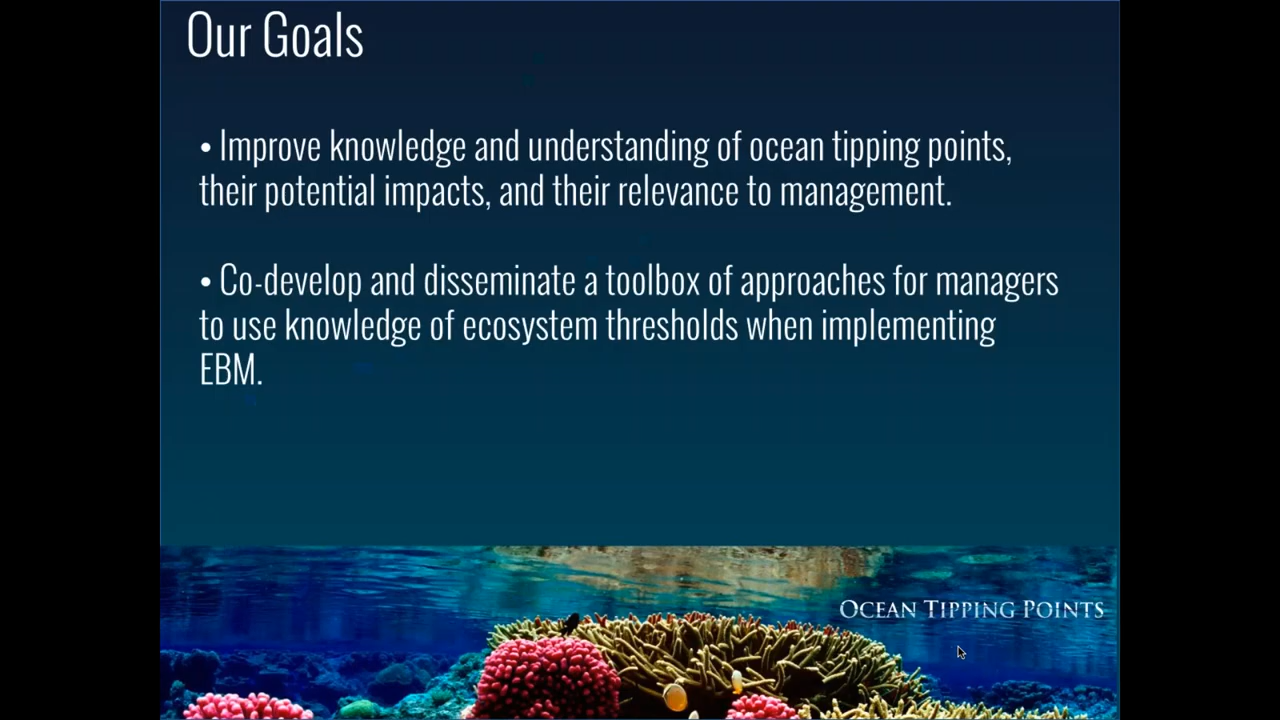 Our Goals
• Improve knowledge and understanding of ocean tipping points,
their potential impacts, and their relevance to management.
• Co-develop and disseminate a toolbox of approaches for managers
to use knowledge of ecosystem thresholds when implementing
EBM.
OCEAN TIPPING POINTS